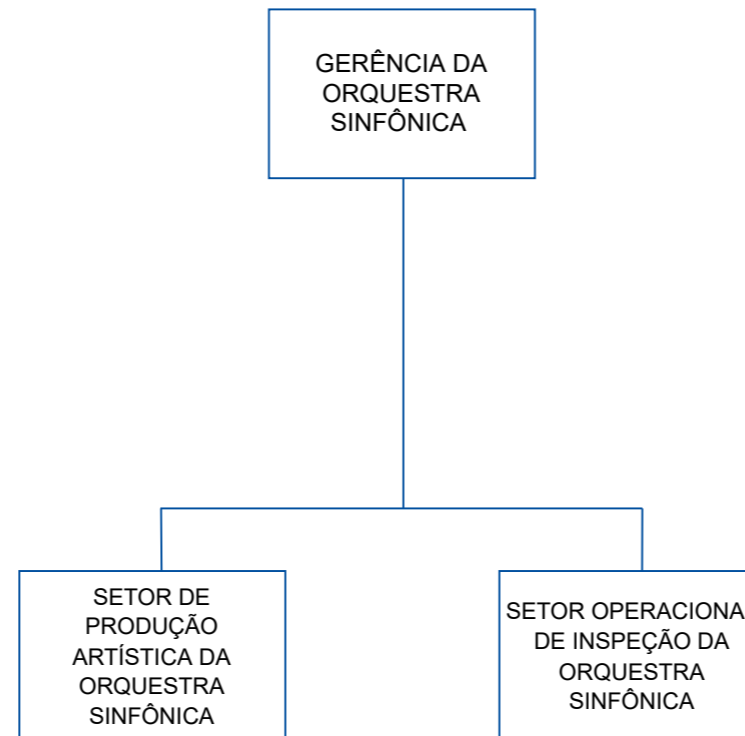 GERÊNCIA DA
ORQUESTRA
SINFÔNICA
SETOR DE
PRODUÇÃO
ARTÍSTICA DA
ORQUESTRA
SINFÔNICA
SETOR OPERACIONA
DE INSPEÇÃO DA
ORQUESTRA
SINFÔNICA